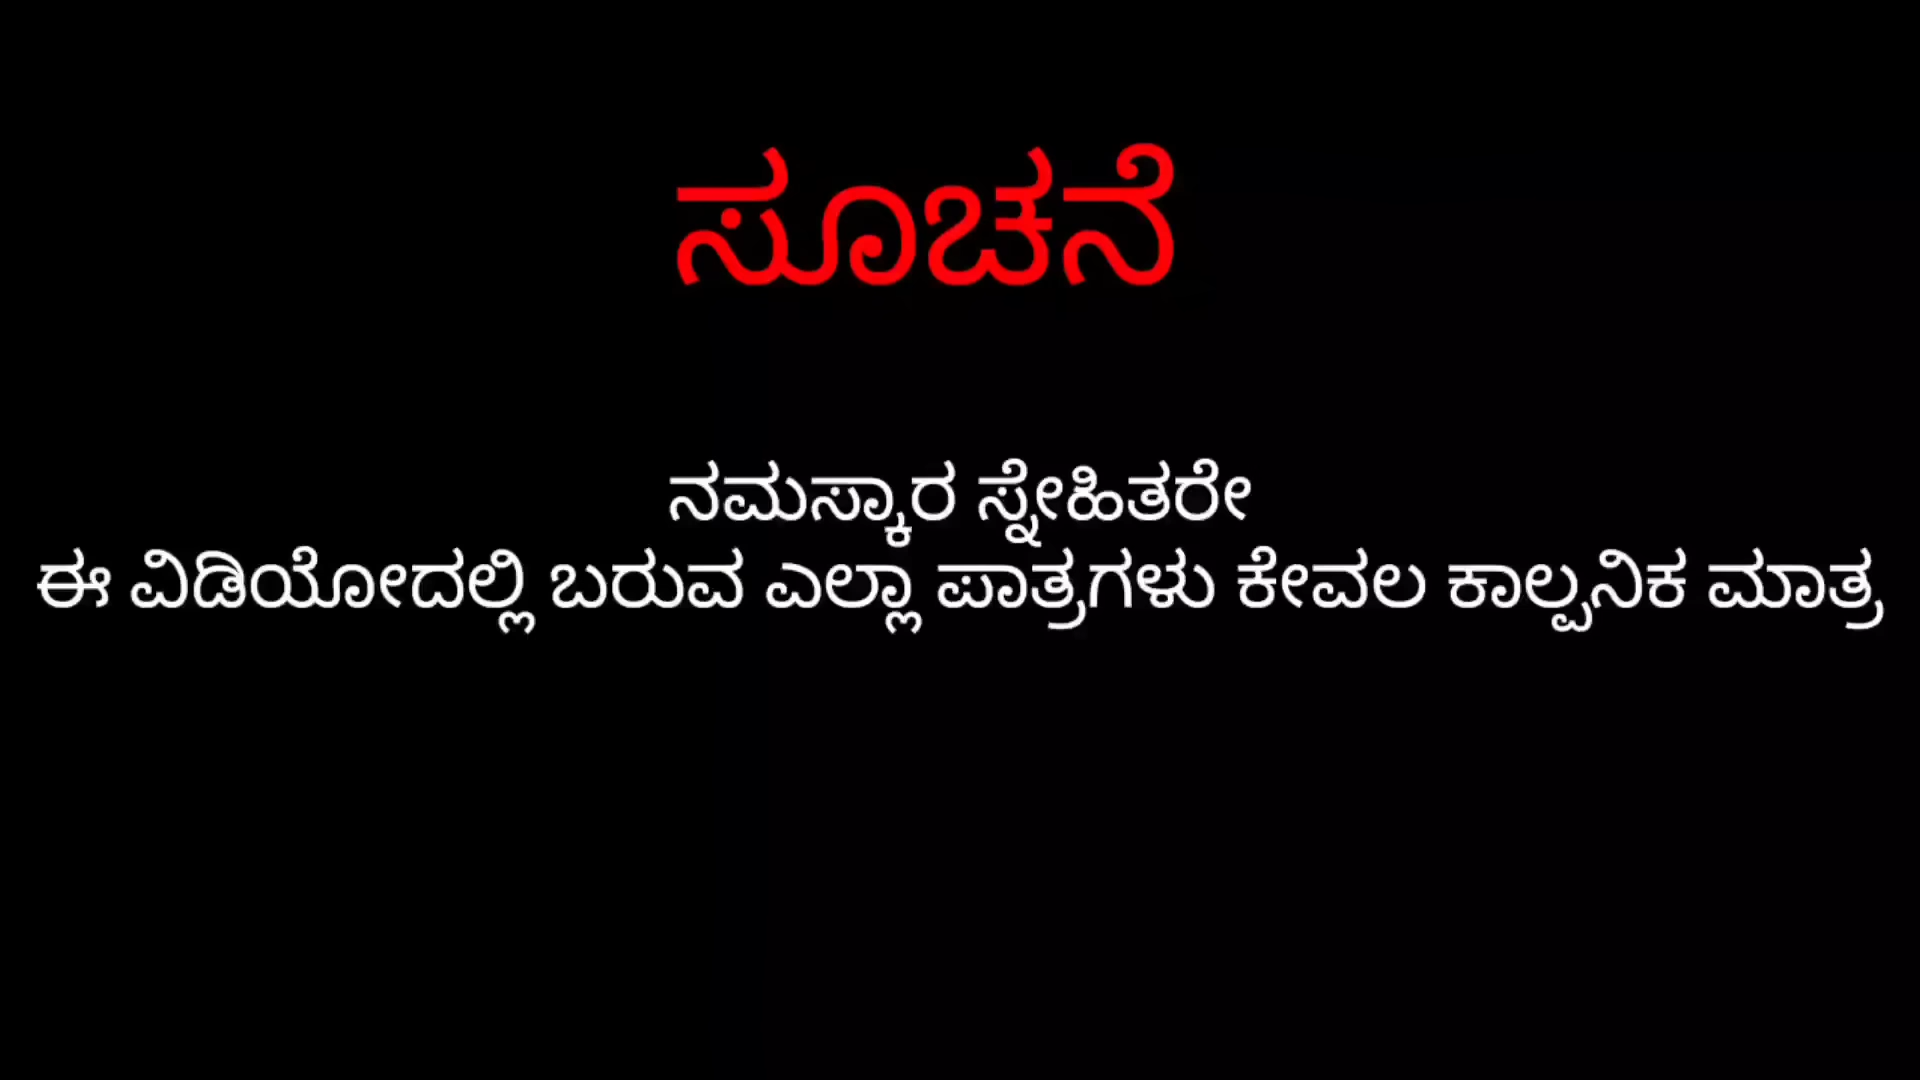 ಸೂಚನೆ
ನಮಸ್ಕಾರ ಸ್ನೇಹಿತರೇ
ಈ ವಿಡಿಯೋದಲ್ಲಿ ಬರುವ ಎಲ್ಲಾ ಪಾತ್ರಗಳು ಕೇವಲ ಕಾಲ್ಪನಿಕ ಮಾತ್ರ